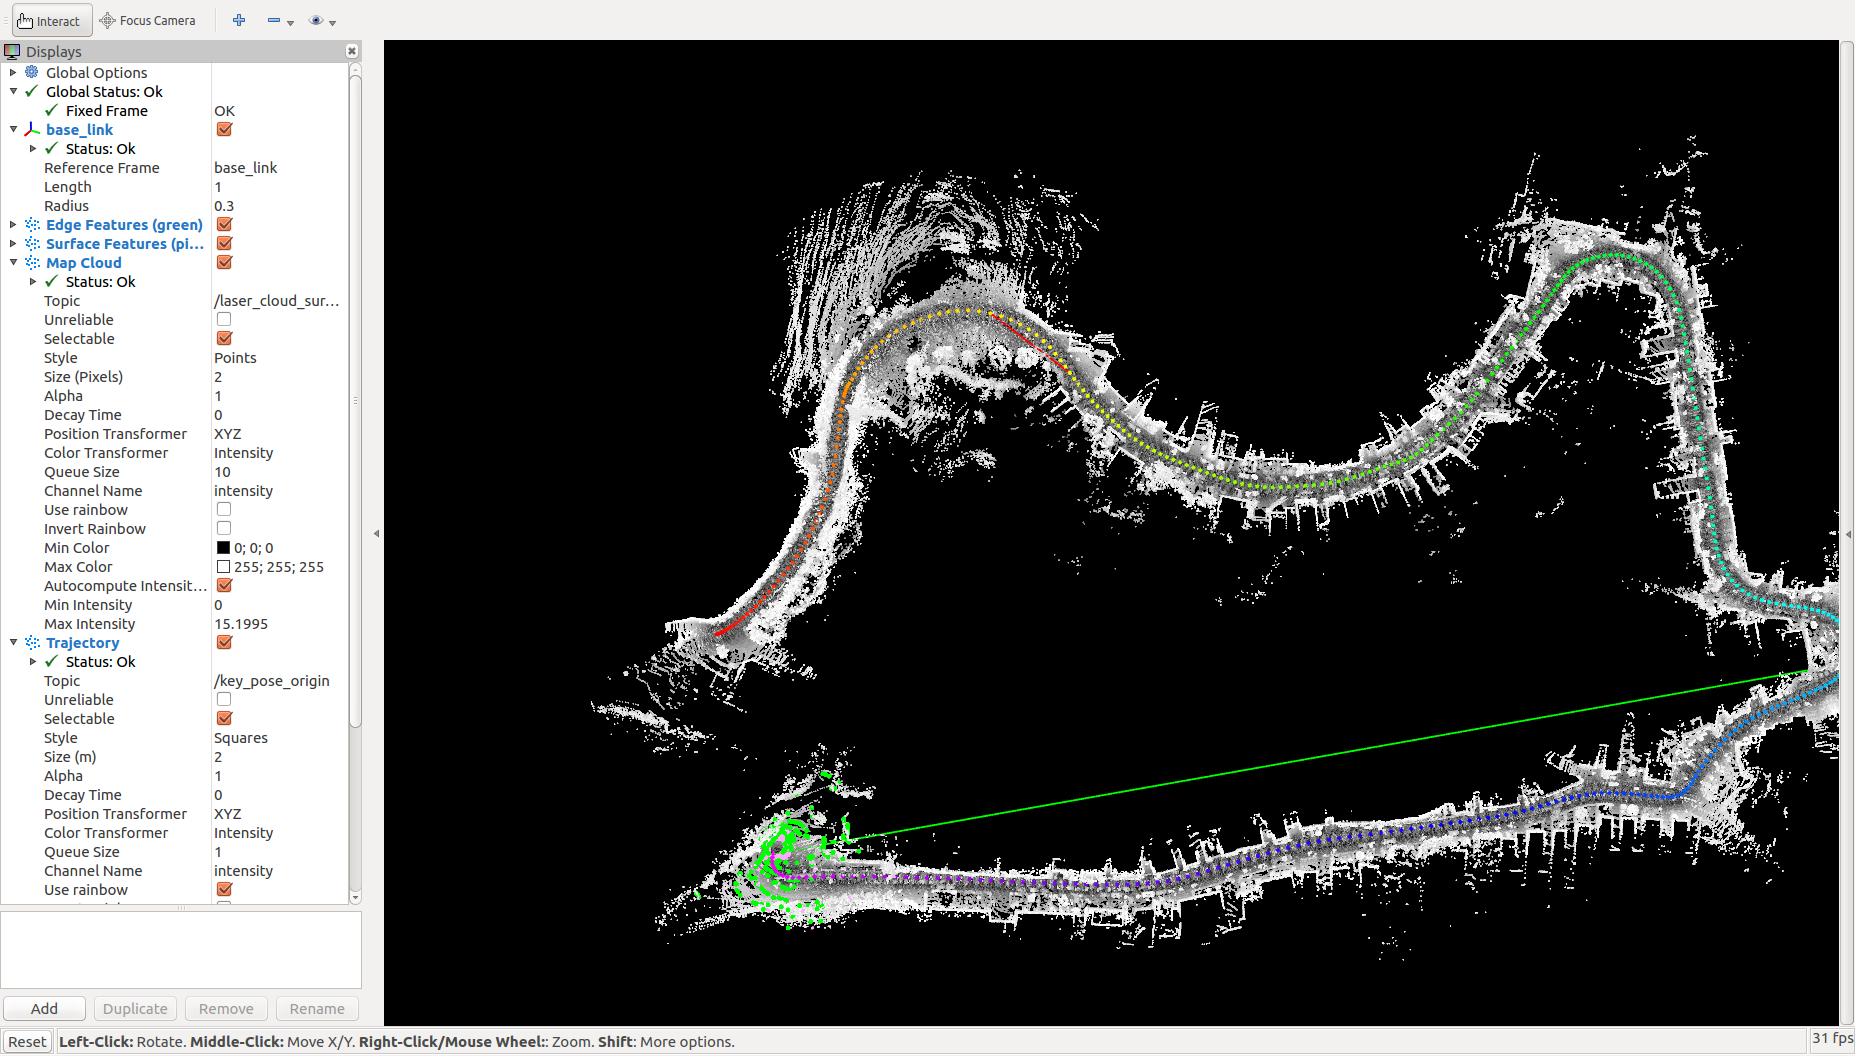 Interact Focus Camera
Displays
Global Options
Global Status: Ok
Fixed Frame OK
base_link
Status: Ok
Reference Frame base_link
Length 1
Radius 0.3
Edge Features (green)
Surface Features (pi...
Map Cloud
Status: Ok
Topic /laser_cloud_sur...
Unreliable
Selectable
Style Points
Size (Pixels) 2
Alpha 1
Decay Time 0
Position Transformer XYZ
Color Transformer Intensity
Queue Size 10
Channel Name intensity
Use rainbow
Invert Rainbow
Min Color 0; 0; 0
Max Color 255; 255; 255
Autocompute Intensit...
Min Intensity 0
Max Intensity 15.1995
Trajectory
Status: Ok
Topic /key_pose_origin
Unreliable
Selectable
Style Squares
Size (m) 2
Alpha 1
Decay Time 0
Position Transformer XYZ
Color Transformer Intensity
Queue Size 1
Channel Name intensity
Use rainbow
Add Duplicate Remove Rename
Reset Left-Click: Rotate. Middle-Click: Move X/Y. Right-Click/Mouse Wheel:: Zoom. Shift: More options. 31 fps